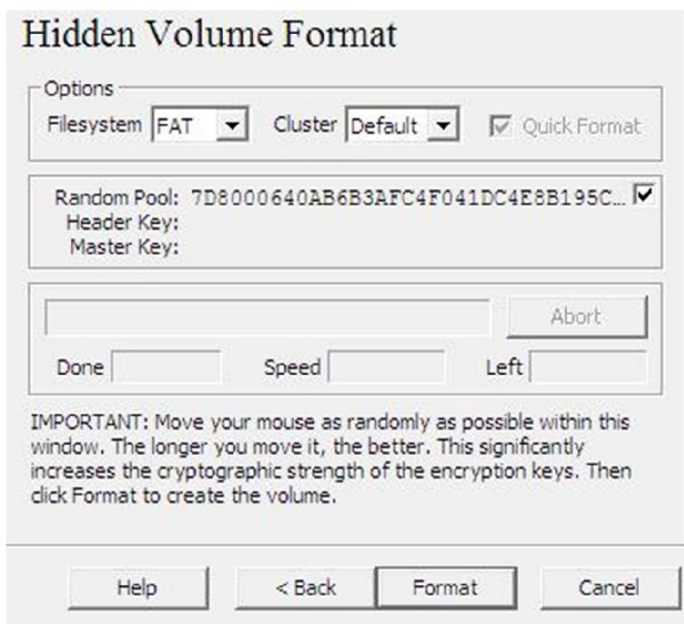 Hidden Volume Format
Options
Filesystem FAT Cluster Default Quick Format
Random Pool: 7D8000640AB6B3AFC4F041DC4E8B195C...
Header Key:
Master Key:
Abort
Done Speed Left
IMPORTANT: Move your mouse as randomly as possible within this
window. The longer you move it, the better. This significantly
increases the cryptographic strength of the encryption keys. Then
click Format to create the volume.
Help < Back Format Cancel